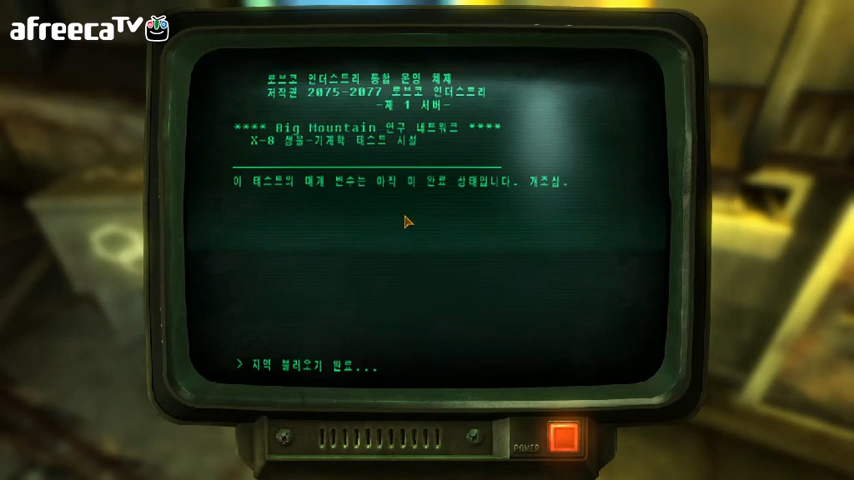 afreecaTV
로브코 인더스트리 통합 운영 체제
저작권 2075-2077 로브코 인더스트리
-제 1 서버-
**** Big Mountain 연구 네트워크 ****
X-8 생물-기계학 테스트 시설
이 테스트의 매개 변수는 아직 미 완료 상태입니다. 개조심.
> 지역 불러오기 완료...
POWER